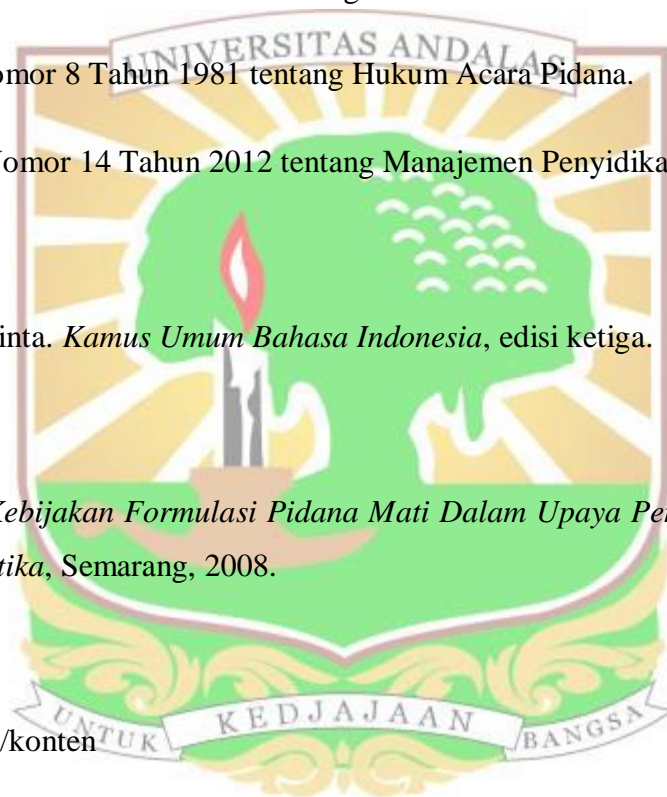 UNIVERSITAS ANDALAS
omor 8 Tahun 1981 tentang Hukum Acara Pidana.
Nomor 14 Tahun 2012 tentang Manajemen Penyidika
inta. Kamus Umum Bahasa Indonesia, edisi ketiga.
Kebijakan Formulasi Pidana Mati Dalam Upaya Pe
tika, Semarang, 2008.
UNTUK KEDJAJAAN BANGSA
/konten